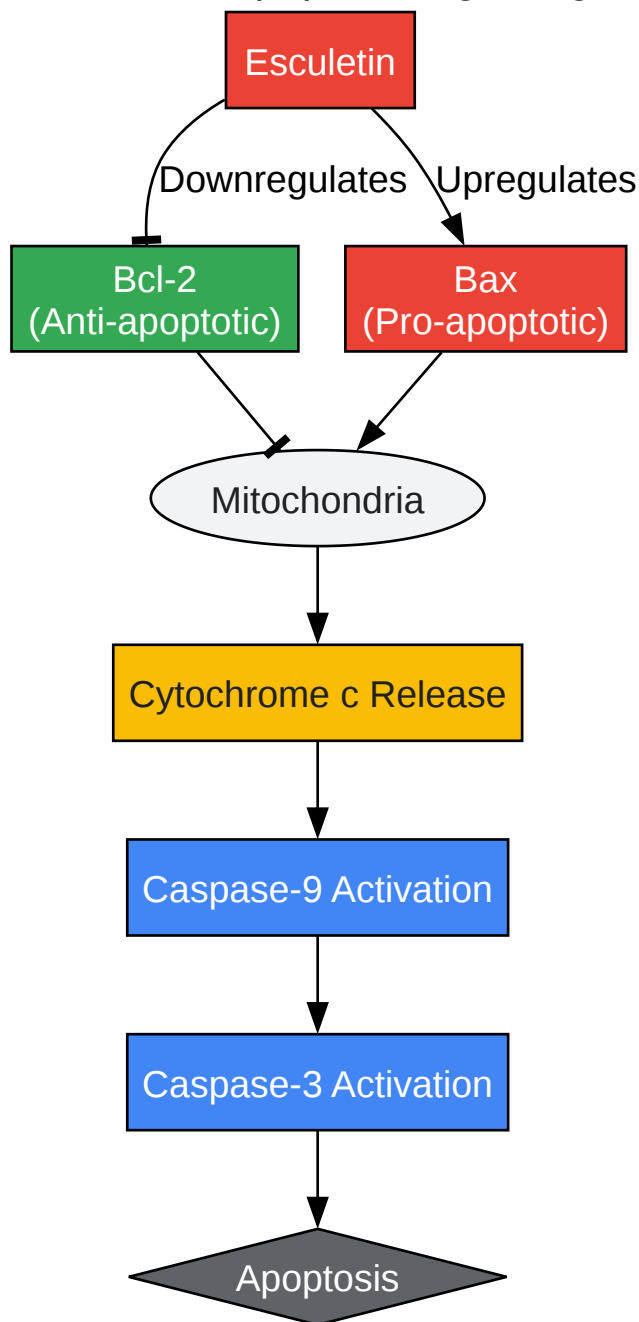 Esculetin
Downregulates
Upregulates
Bcl-2
(Anti-apoptotic)
Bax
(Pro-apoptotic)
Mitochondria
Cytochrome c Release
Caspase-9 Activation
Caspase-3 Activation
Apoptosis